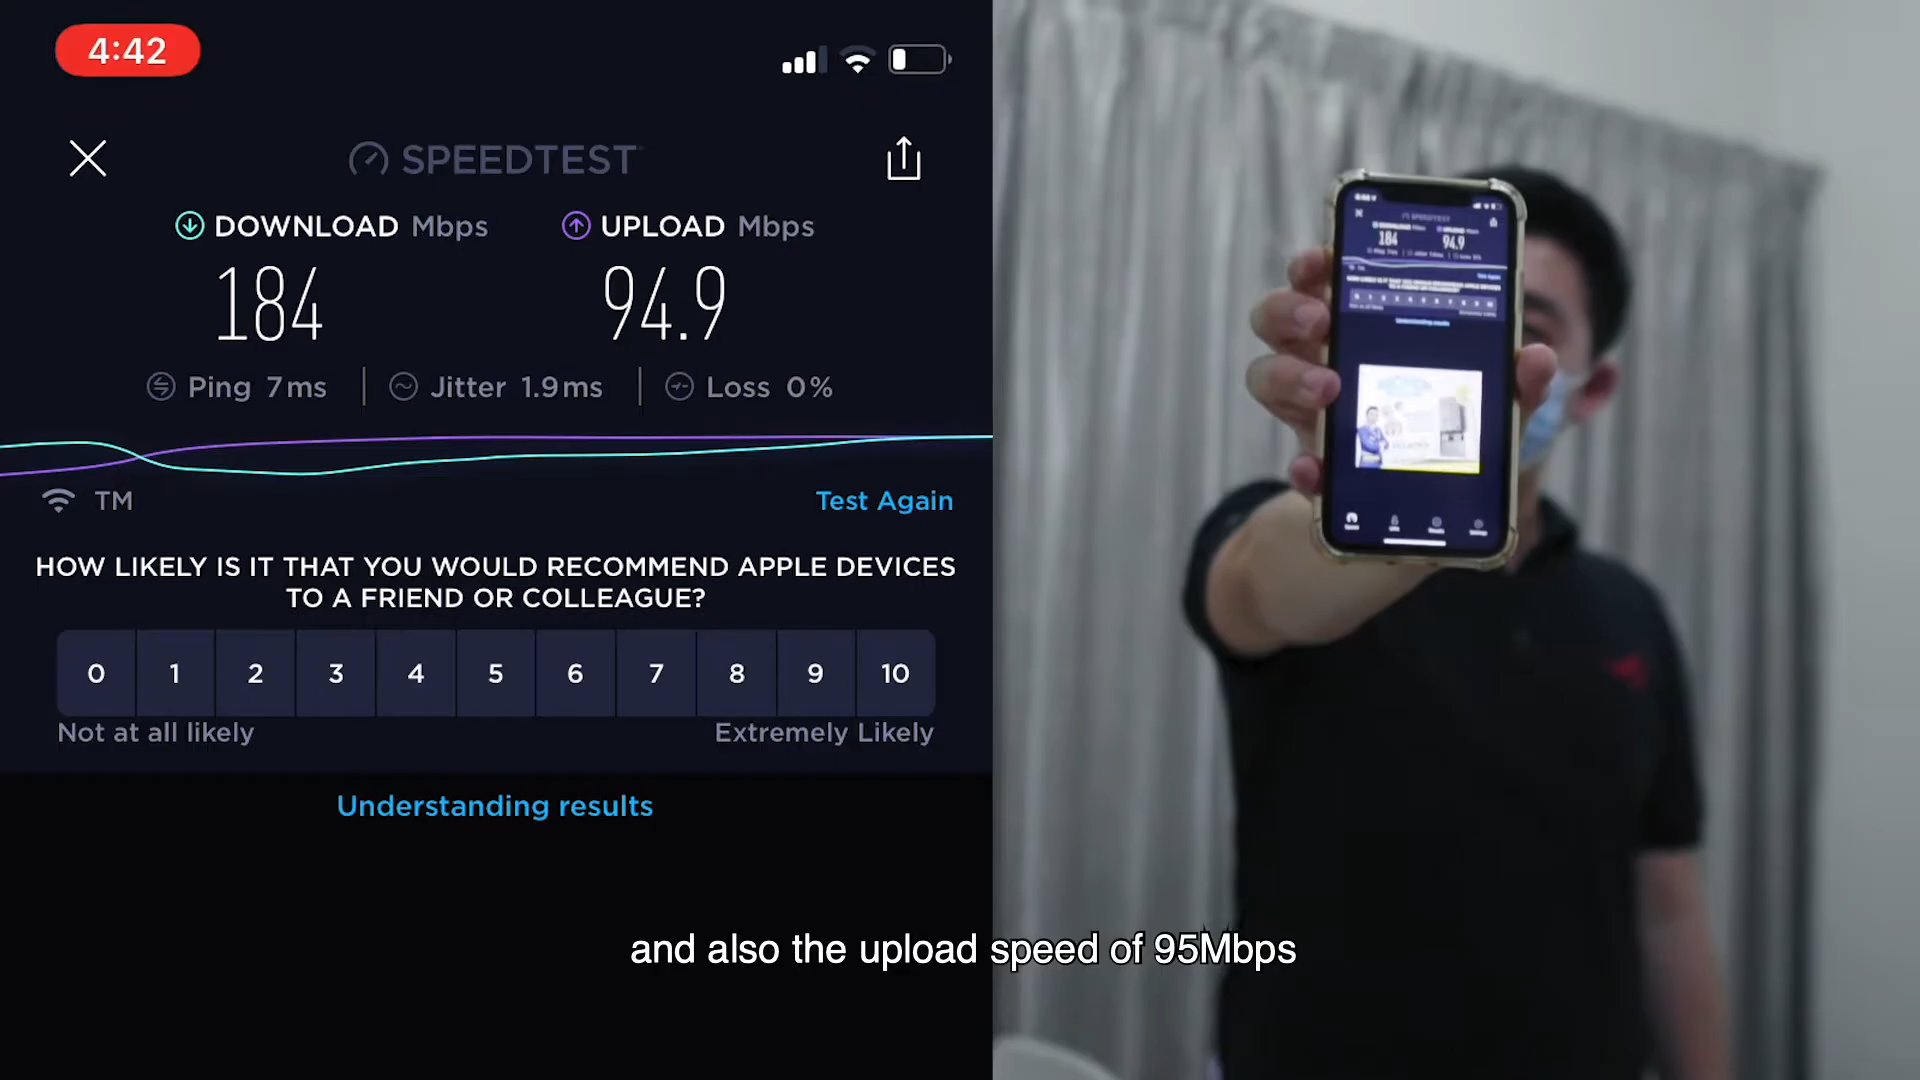 4:42
SPEEDTEST
DOWNLOAD Mbps
UPLOAD Mbps
184
94.9
Ping 7ms
Jitter 1.9ms
Loss 0%
TM
Test Again
HOW LIKELY IS IT THAT YOU WOULD RECOMMEND APPLE DEVICES
TO A FRIEND OR COLLEAGUE?
0 1 2 3 4 5 6 7 8 9 10
Not at all likely
Extremely Likely
Understanding results
SPEEDTEST
184
94.9
Understanding results
and also the upload speed of 95Mbps